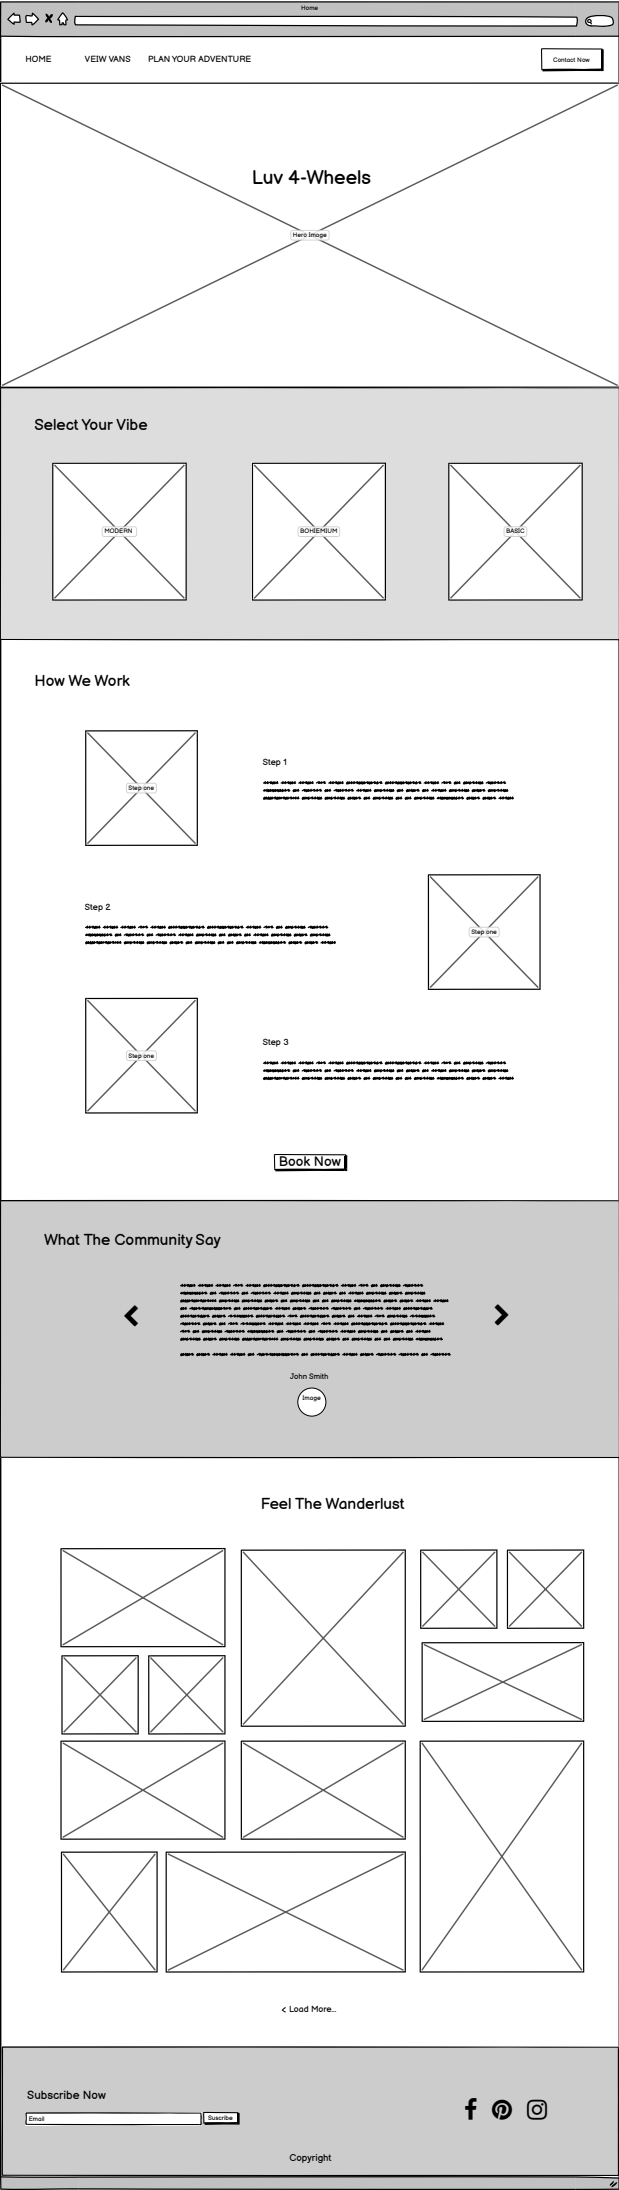 Home
HOME VEIW VANS PLAN YOUR ADVENTURE Contact Now
Luv 4-Wheels
Hero Image
Select Your Vibe
MODERN BOHIEMIUM BASIC
How We Work
Step one
Step 1
Step 2
Step one
Step one
Step 3
Book Now
What The Community Say
John Smith
Image
Feel The Wanderlust
< Load More...
Subscribe Now
Email Suscribe
Copyright